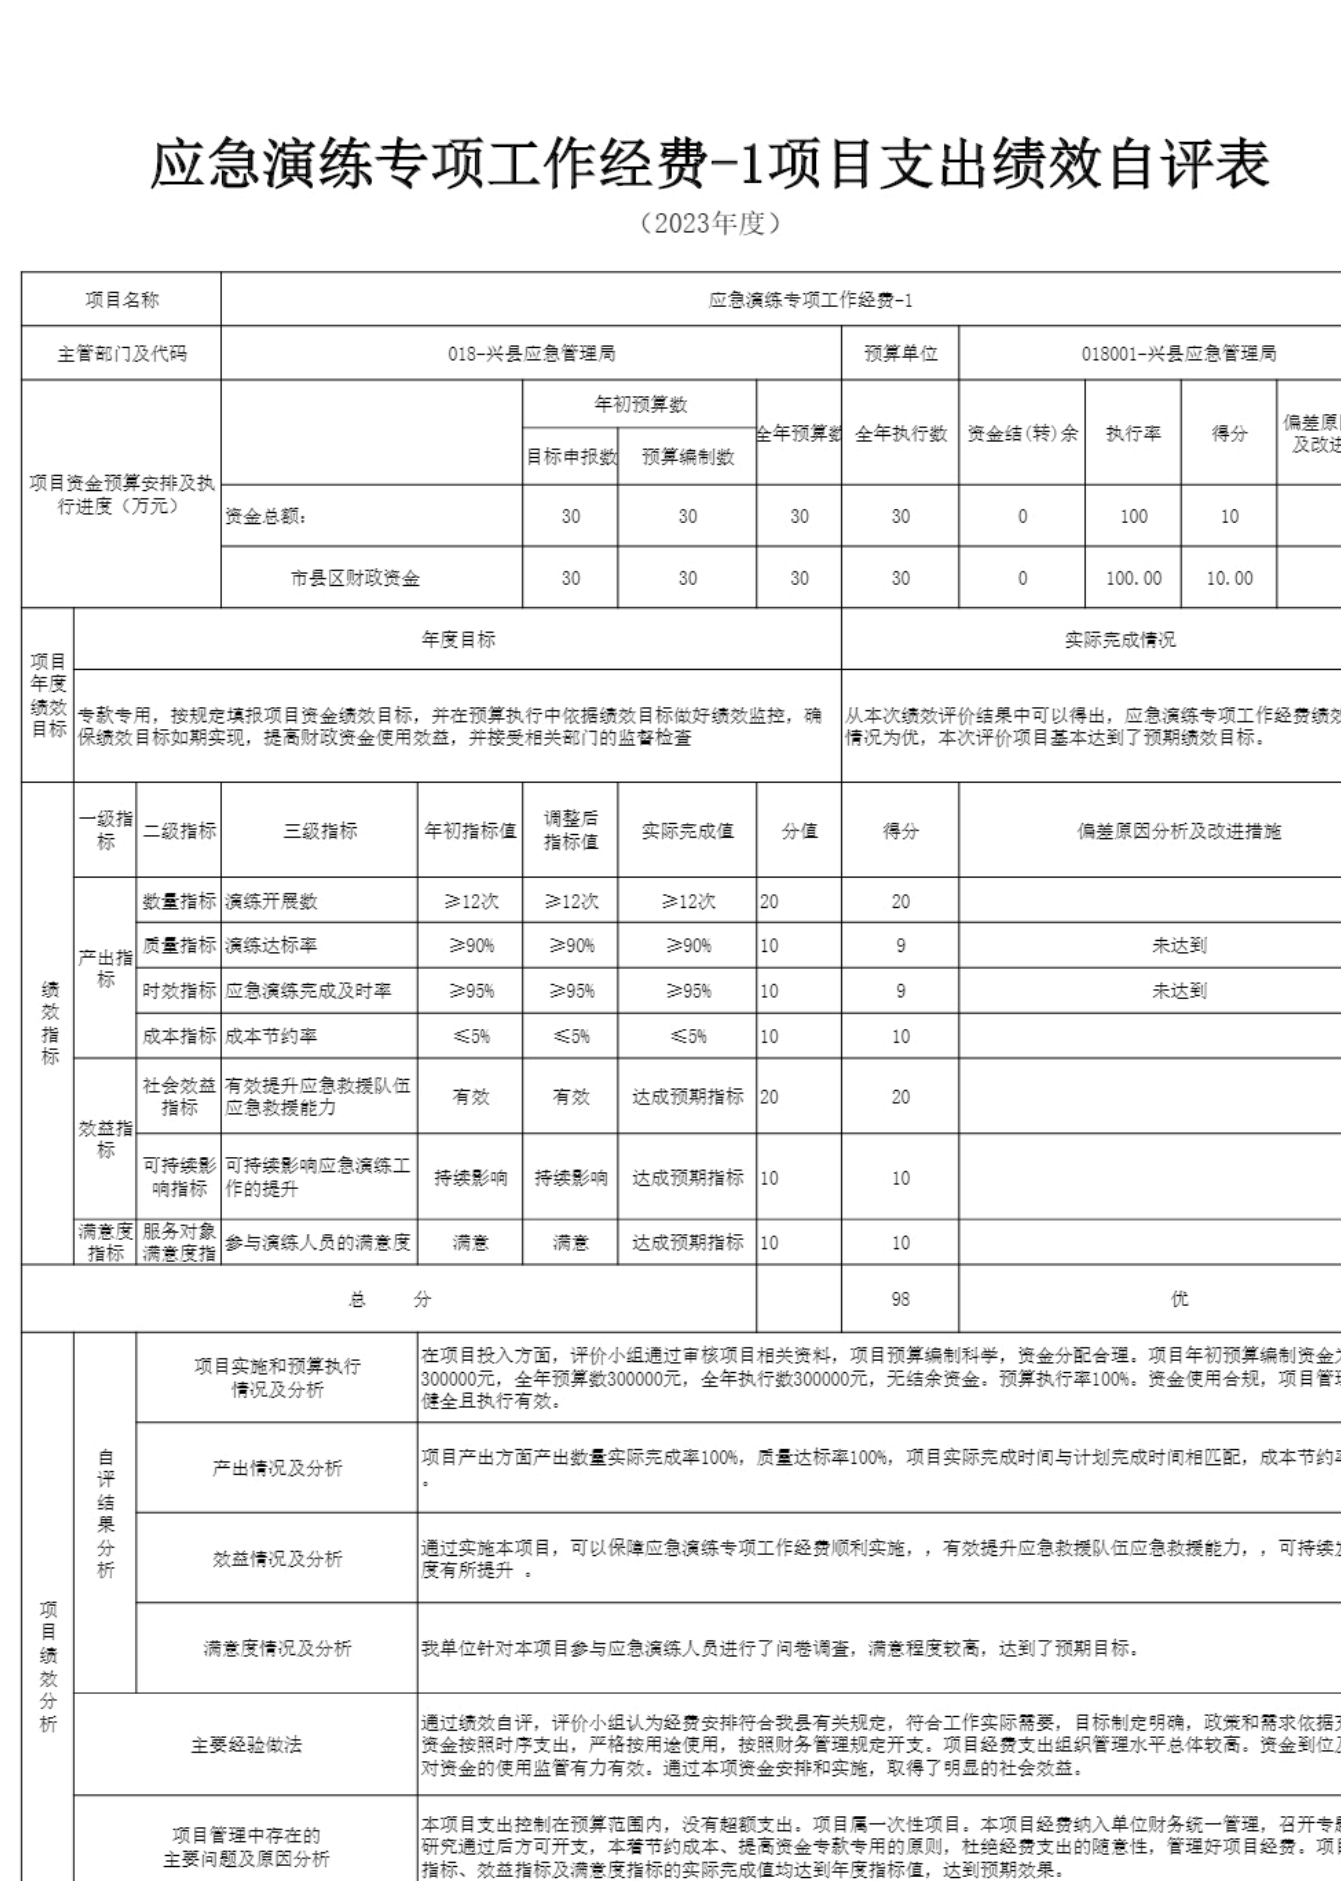 应急演练专项工作经费-1项目支出绩效自评表
（2023年度）
项目名称 应急演练专项工作经费-1
主管部门及代码 018-兴县应急管理局 预算单位 018001-兴县应急管理局
项目资金预算安排及执
行进度（万元）
年初预算数
目标申报数 预算编制数
全年预算数 全年执行数 资金结(转)余 执行率 得分
偏差原
及改进
资金总额： 30 30 30 30 0 100 10
市县区财政资金 30 30 30 30 0 100.00 10.00
项目
年度
绩效
目标
年度目标 实际完成情况
专款专用，按规定填报项目资金绩效目标，并在预算执行中依据绩效目标做好绩效监控，确
保绩效目标如期实现，提高财政资金使用效益，并接受相关部门的监督检查
从本次绩效评价结果中可以得出，应急演练专项工作经费绩效
情况为优，本次评价项目基本达到了预期绩效目标。
绩
效
指
标
一级指
标
二级指标 三级指标 年初指标值
调整后
指标值
实际完成值 分值 得分 偏差原因分析及改进措施
产出指
标
数量指标 演练开展数 ≥12次 ≥12次 ≥12次 20 20
质量指标 演练达标率 ≥90% ≥90% ≥90% 10 9 未达到
时效指标 应急演练完成及时率 ≥95% ≥95% ≥95% 10 9 未达到
成本指标 成本节约率 ≤5% ≤5% ≤5% 10 10
效益指
标
社会效益
指标
有效提升应急救援队伍
应急救援能力
有效 有效 达成预期指标 20 20
可持续影
响指标
可持续影响应急演练工
作的提升
持续影响 持续影响 达成预期指标 10 10
满意度
指标
服务对象
满意度指
参与演练人员的满意度 满意 满意 达成预期指标 10 10
总 分 98 优
项
目
绩
效
分
析
自
评
结
果
分
析
项目实施和预算执行
情况及分析
在项目投入方面，评价小组通过审核项目相关资料，项目预算编制科学，资金分配合理。项目年初预算编制资金
300000元，全年预算数300000元，全年执行数300000元，无结余资金。预算执行率100%。资金使用合规，项目管
健全且执行有效。
产出情况及分析
项目产出方面产出数量实际完成率100%，质量达标率100%，项目实际完成时间与计划完成时间相匹配，成本节约
。
效益情况及分析
通过实施本项目，可以保障应急演练专项工作经费顺利实施，，有效提升应急救援队伍应急救援能力，，可持续
度有所提升 。
满意度情况及分析
我单位针对本项目参与应急演练人员进行了问卷调查，满意程度较高，达到了预期目标。
主要经验做法
通过绩效自评，评价小组认为经费安排符合我县有关规定，符合工作实际需要，目标制定明确，政策和需求依据
资金按照时序支出，严格按用途使用，按照财务管理规定开支。项目经费支出组织管理水平总体较高。资金到位
对资金的使用监管有力有效。通过本项资金安排和实施，取得了明显的社会效益。
项目管理中存在的
主要问题及原因分析
本项目支出控制在预算范围内，没有超额支出。项目属一次性项目。本项目经费纳入单位财务统一管理，召开专
研究通过后方可开支，本着节约成本、提高资金专款专用的原则，杜绝经费支出的随意性，管理好项目经费。项
指标、效益指标及满意度指标的实际完成值均达到年度指标值，达到预期效果。